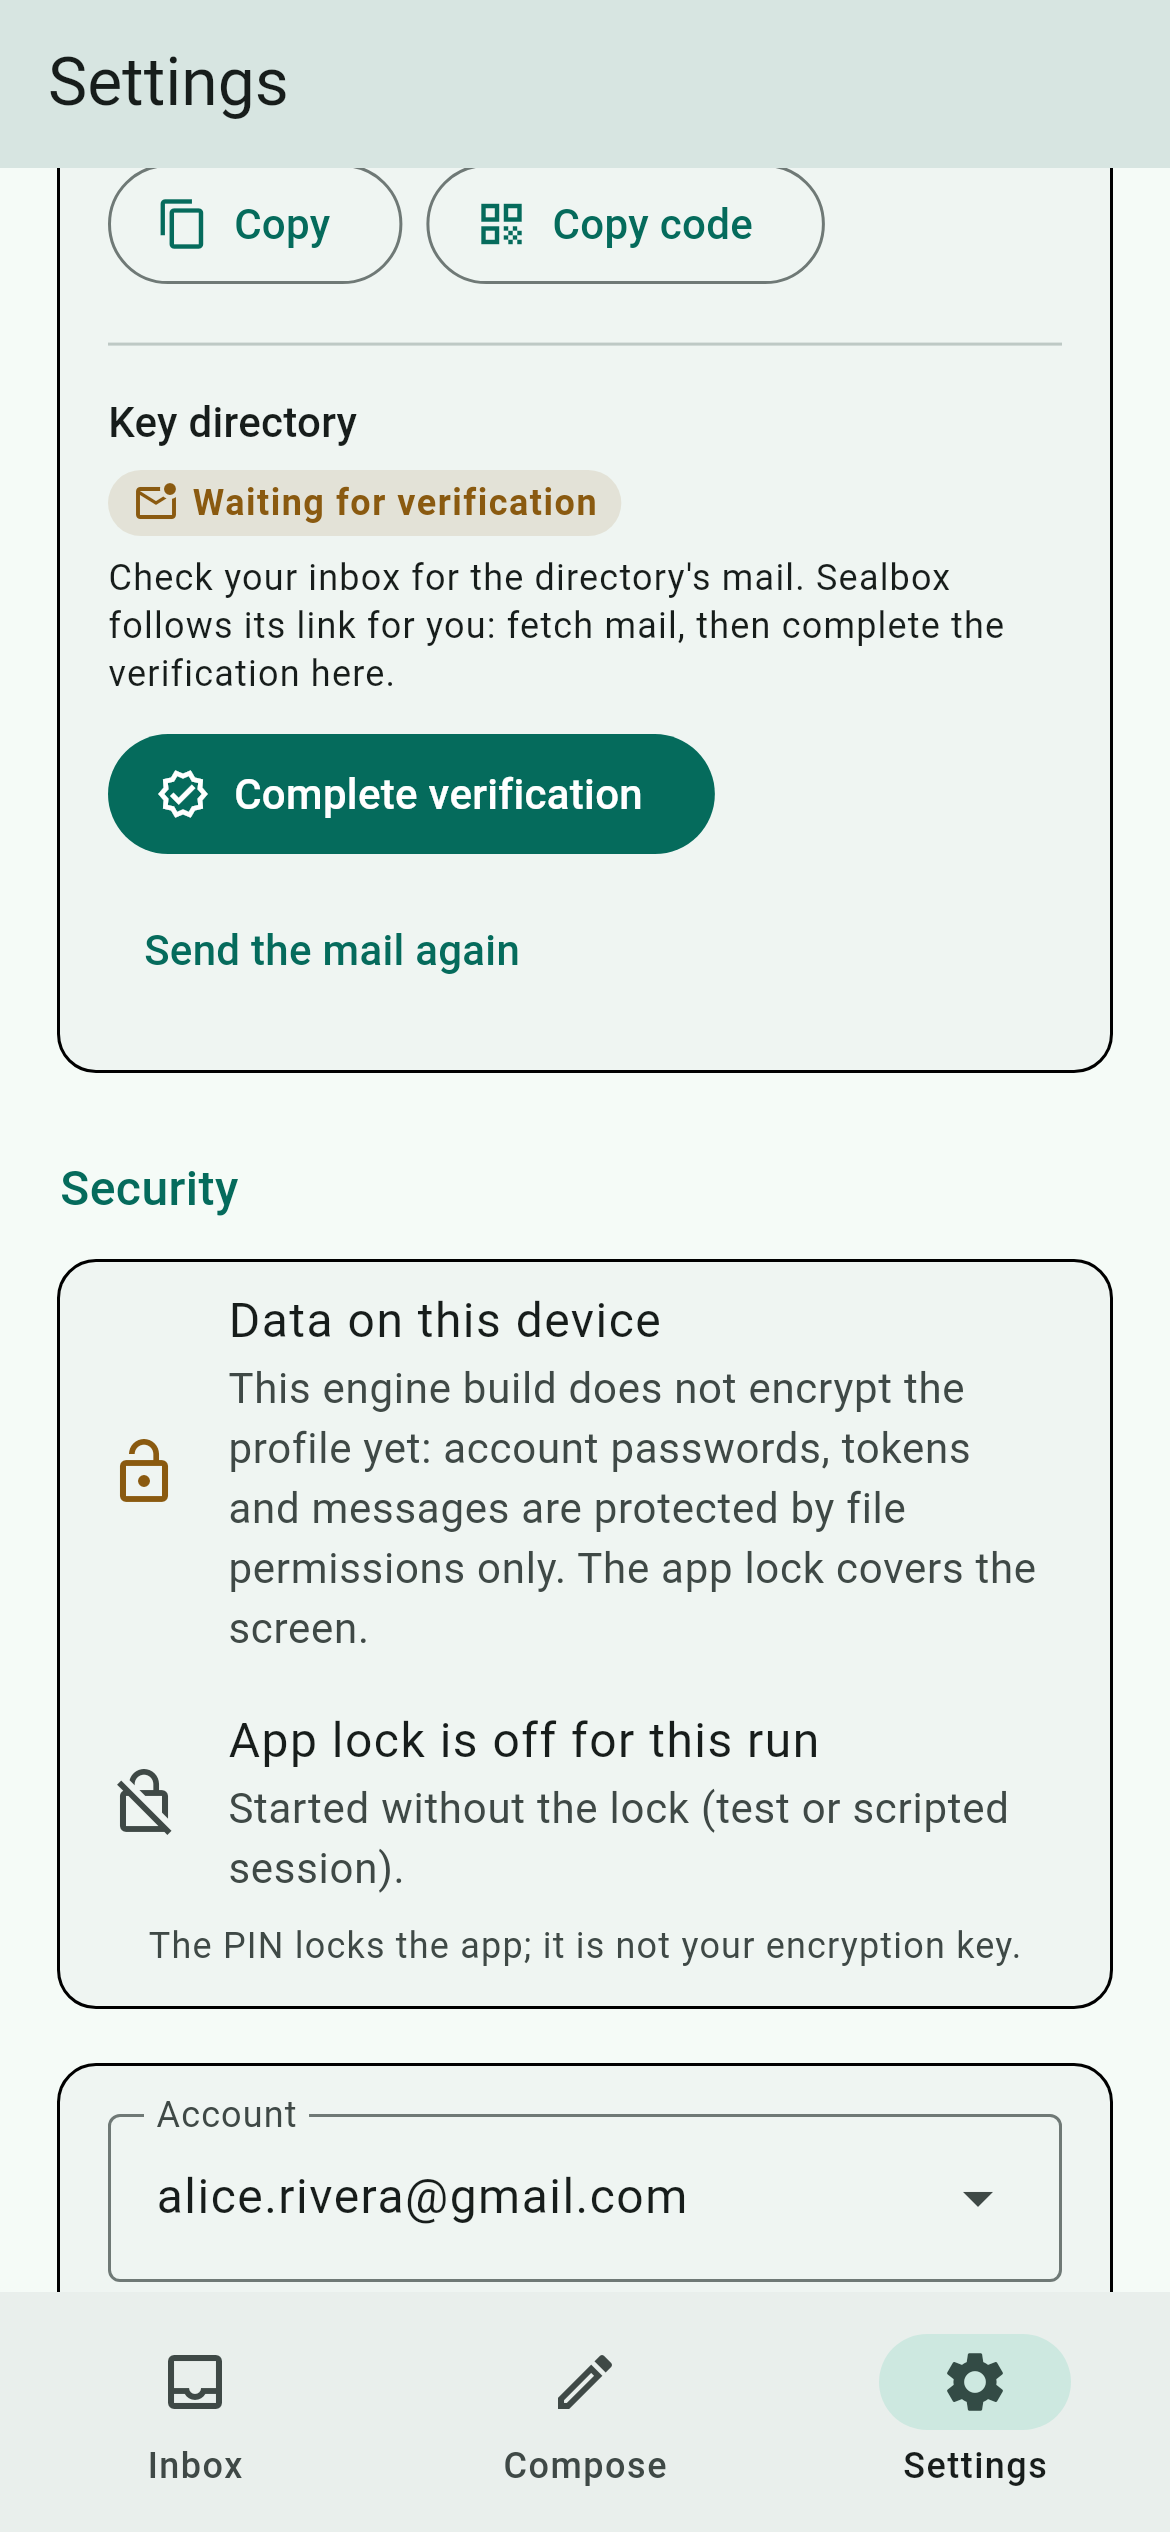 Settings
Copy
Copy code
Key directory
Waiting for verification
Check your inbox for the directory's mail. Sealbox
follows its link for you: fetch mail, then complete the
verification here.
Complete verification
Send the mail again
Security
Data on this device
This engine build does not encrypt the
profile yet: account passwords, tokens
and messages are protected by file
permissions only. The app lock covers the
screen.
App lock is off for this run
Started without the lock (test or scripted
session).
The PIN locks the app; it is not your encryption key.
Account
alice.rivera@gmail.com
Inbox
Compose
Settings